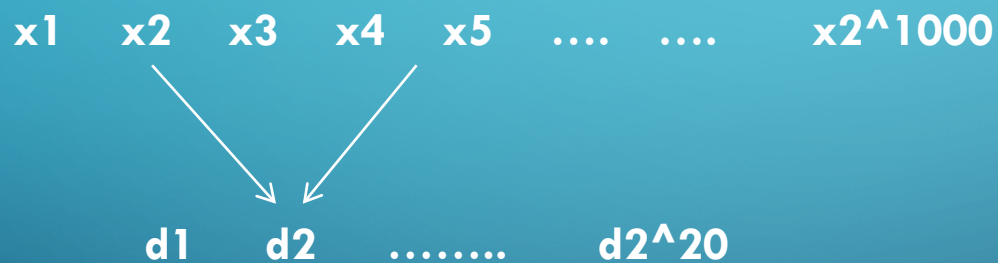 x1 x2 x3 x4 x5 .... .... x2^1000
d1 d2 ........ d2^20